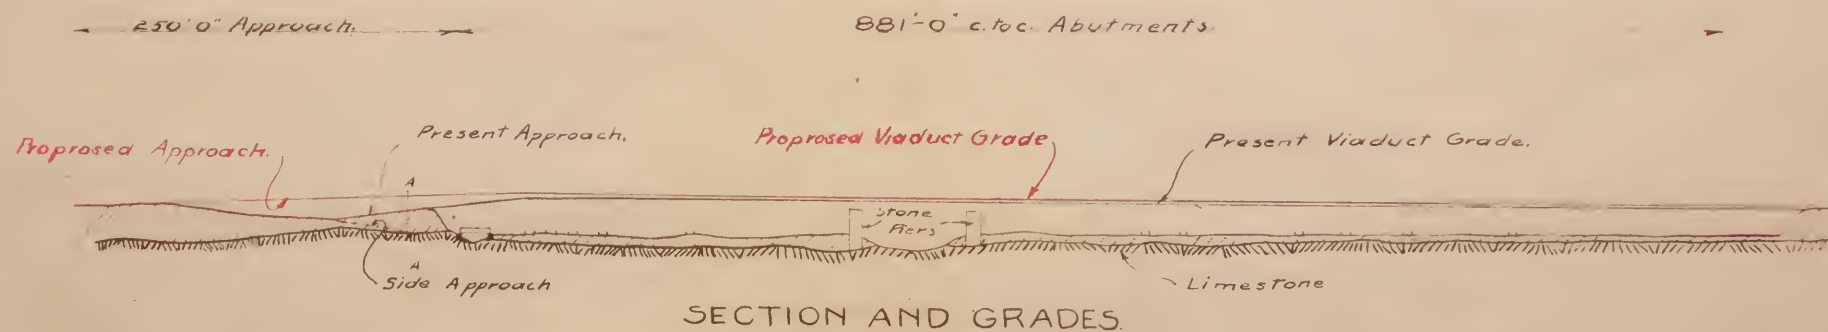 250'0" Approach.
881'-0" c. to c. Abutments.
Proprosed Approach.
Present Approach.
Proprosed Viaduct Grade
Present Viaduct Grade.
A
Stone
Piers
A
Side Approach
Limestone
SECTION AND GRADES.